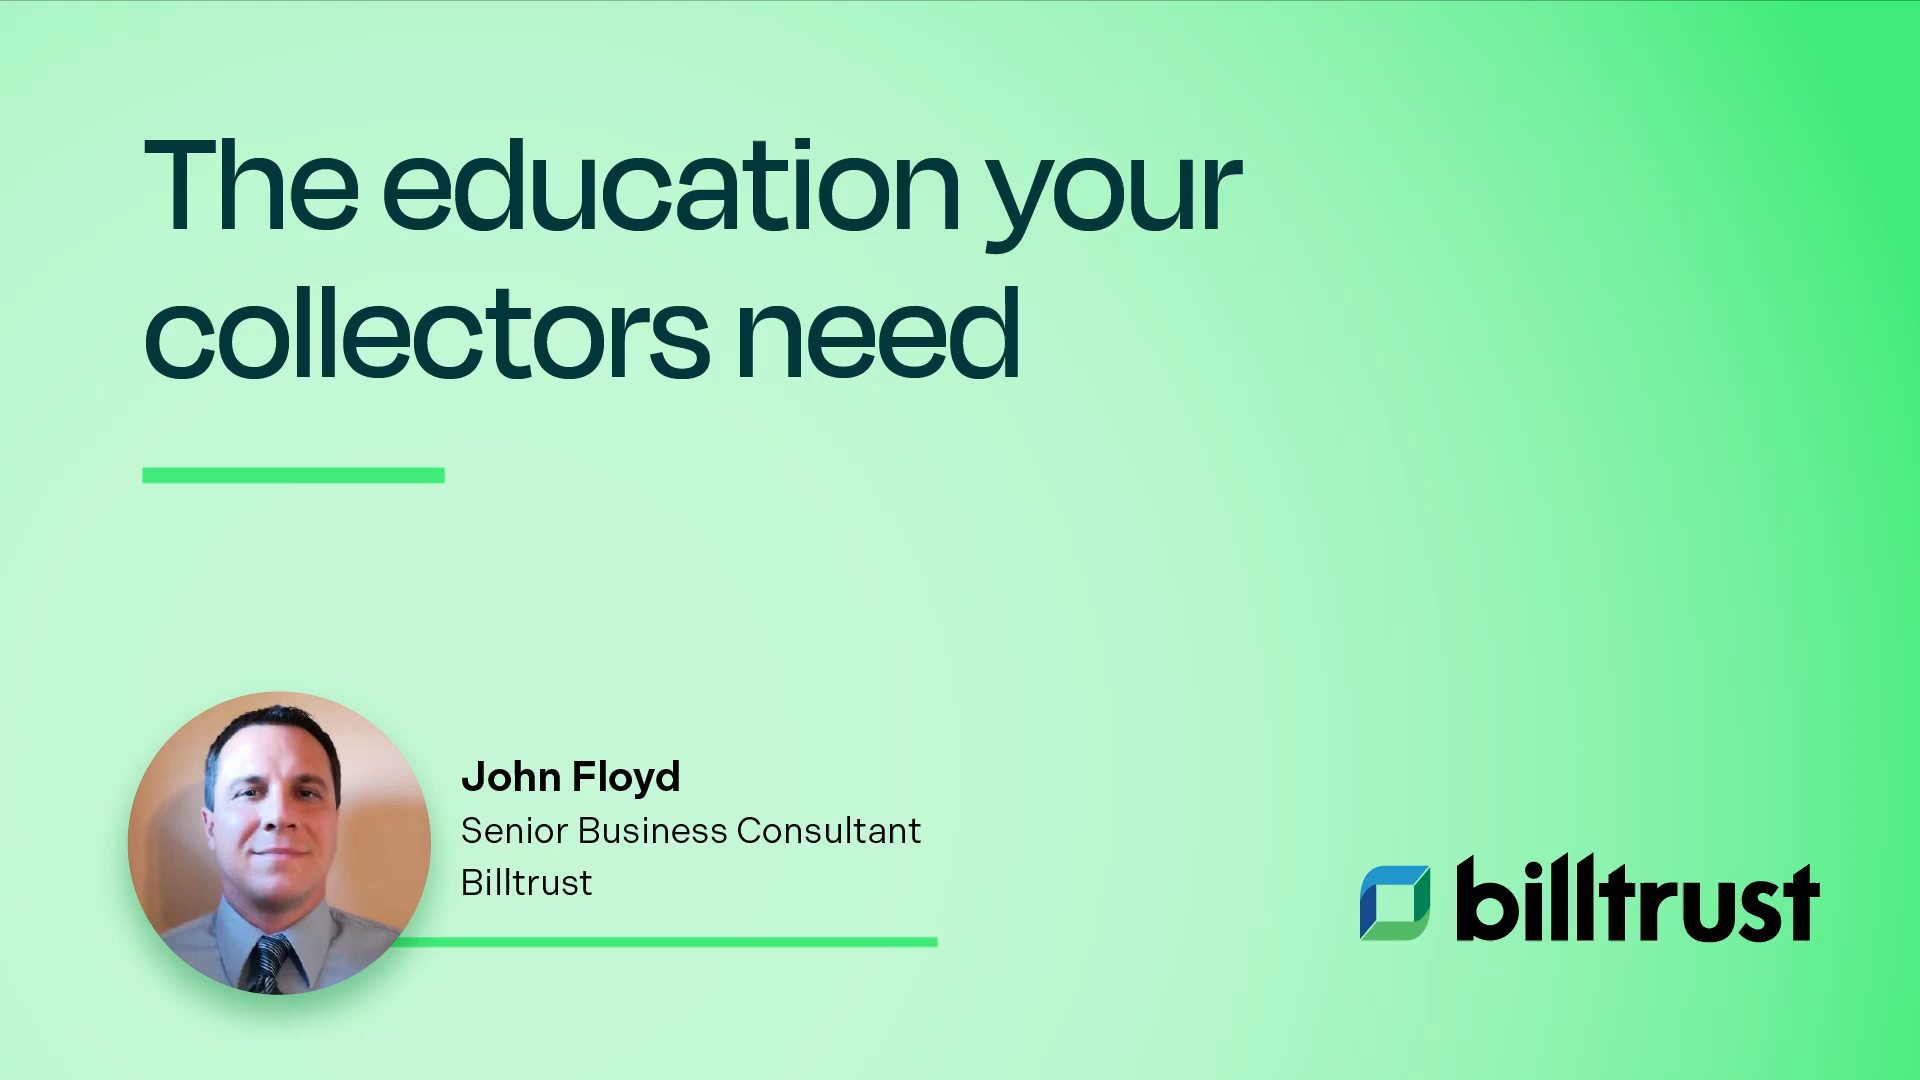 The education your
collectors need
John Floyd
Senior Business Consultant
Billtrust
billtrust